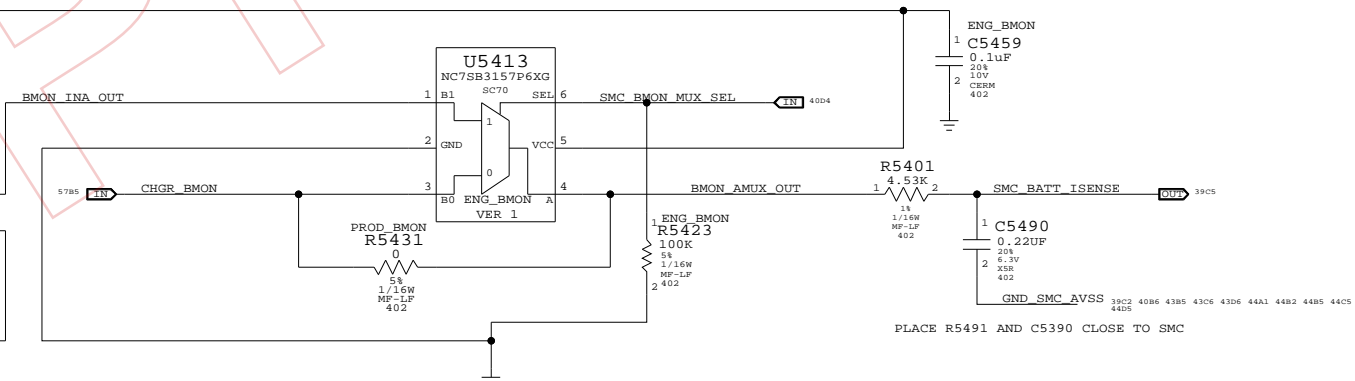 ENG_BMON
1
C5459
0.1uF
20%
10V
2
CERM
402
U5413
NC7SB3157P6XG
SC70
BMON_INA_OUT
1
B1
SEL
6
SMC_BMON_MUX_SEL
IN
40D4
1
2
GND
VCC
5
0
57B5
IN
CHGR_BMON
3
B0
ENG_BMON
A
4
VER 1
BMON_AMUX_OUT
R5401
4.53K
1
2
1%
1/16W
MF-LF
402
SMC_BATT_ISENSE
OUT
39C5
PROD_BMON
R5431
0
5%
1/16W
MF-LF
402
1
ENG_BMON
R5423
100K
5%
1/16W
MF-LF
2
402
1
C5490
0.22UF
20%
6.3V
2
X5R
402
GND_SMC_AVSS
39C2 40B6 43B5 43C6 43D6 44A1 44B2 44B5 44C5
44D5
PLACE R5491 AND C5390 CLOSE TO SMC